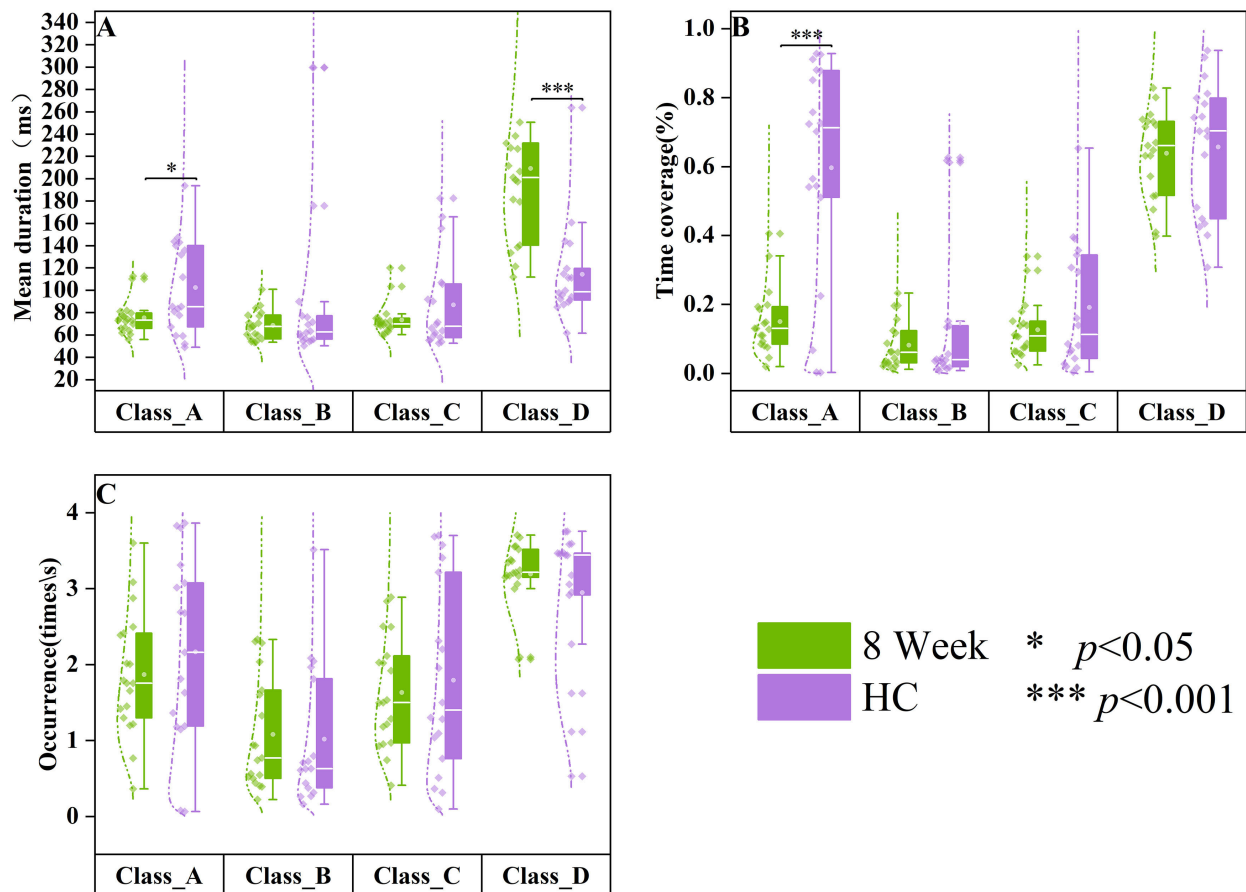 A
Mean duration（ms）
340
320
300
280
260
240
220
200
180
160
140
120
100
80
60
40
20
*
***
Class_A Class_B Class_C Class_D
B
Time coverage(%)
1.0
0.8
0.6
0.4
0.2
0.0
***
Class_A Class_B Class_C Class_D
C
Occurrence(times\s)
4
3
2
1
0
Class_A Class_B Class_C Class_D
8 Week * p<0.05
HC *** p<0.001